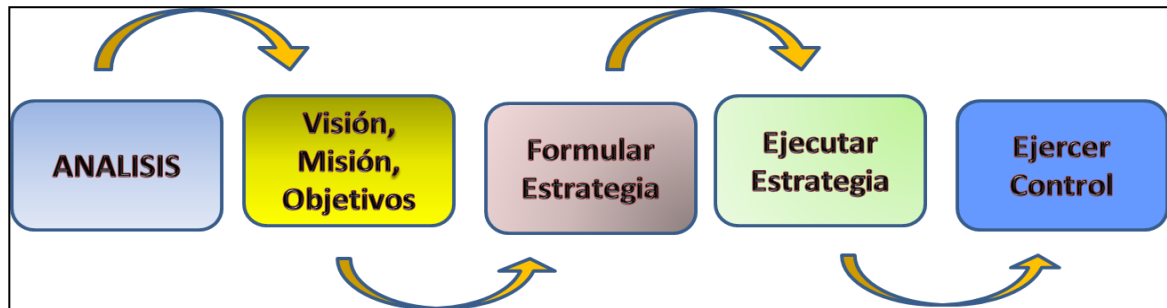 ANALISIS
Visión,
Misión,
Objetivos
Formular
Estrategia
Ejecutar
Estrategia
Ejercer
Control